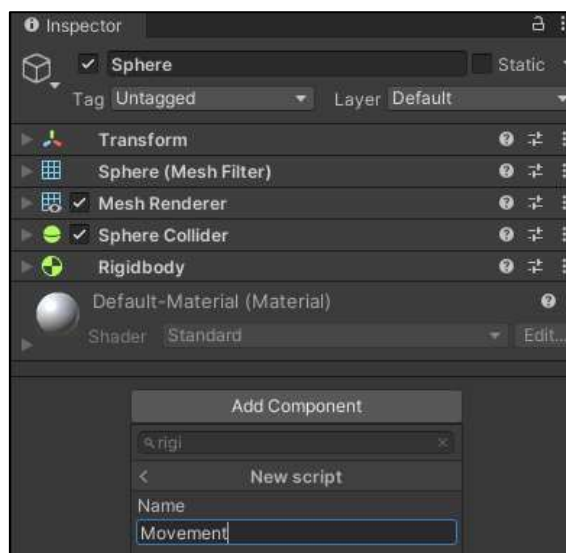 Inspector
Sphere
Static
Tag Untagged Layer Default
Transform
Sphere (Mesh Filter)
Mesh Renderer
Sphere Collider
Rigidbody
Default-Material (Material)
Shader Standard Edit...
Add Component
rigi
New script
Name
Movement